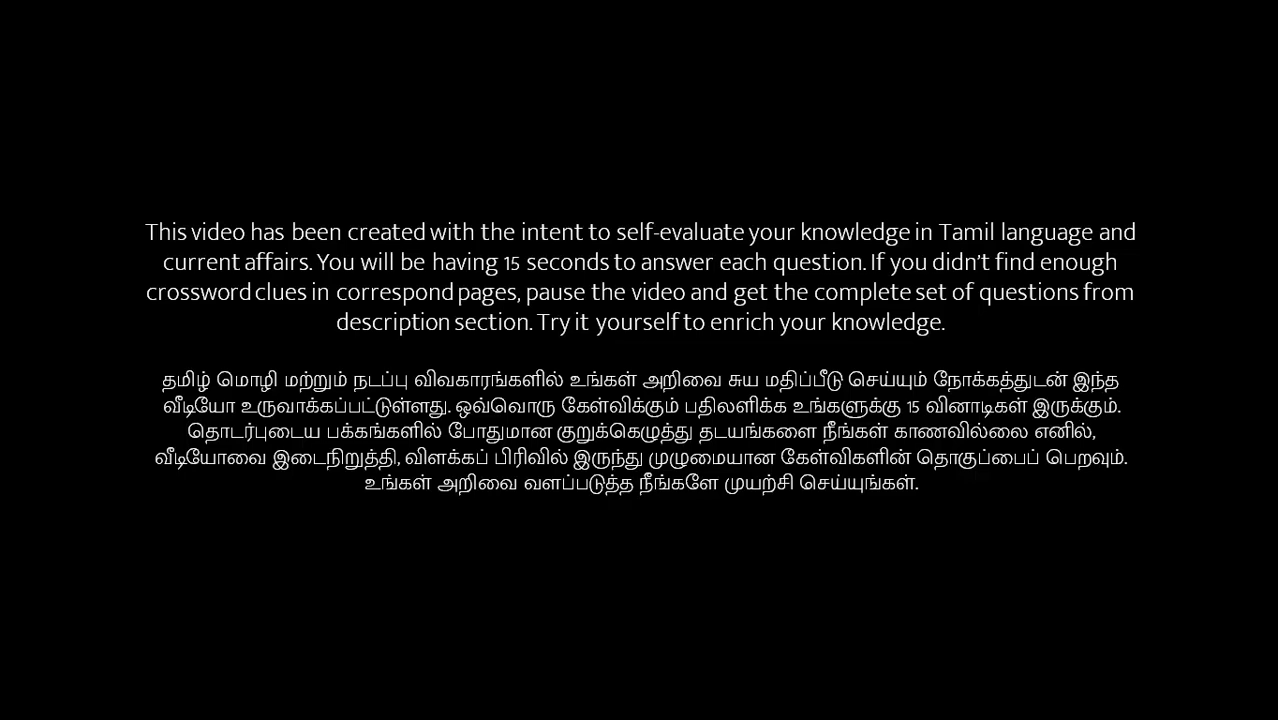 This video has been created with the intent to self-evaluate your knowledge in Tamil language and
current affairs. You will be having 15 seconds to answer each question. If you didn't find enough
crossword clues in correspond pages, pause the video and get the complete set of questions from
description section. Try it yourself to enrich your knowledge.
தமிழ் மொழி மற்றும் நடப்பு விவகாரங்களில் உங்கள் அறிவை சுய மதிப்பீடு செய்யும் நோக்கத்துடன் இந்த
வீடியோ உருவாக்கப்பட்டுள்ளது. ஒவ்வொரு கேள்விக்கும் பதிலளிக்க உங்களுக்கு 15 வினாடிகள் இருக்கும்.
தொடர்புடைய பக்கங்களில் போதுமான குறுக்கெழுத்து தடயங்களை நீங்கள் காணவில்லை எனில்,
வீடியோவை இடைநிறுத்தி, விளக்கப் பிரிவில் இருந்து முழுமையான கேள்விகளின் தொகுப்பைப் பெறவும்.
உங்கள் அறிவை வளப்படுத்த நீங்களே முயற்சி செய்யுங்கள்.